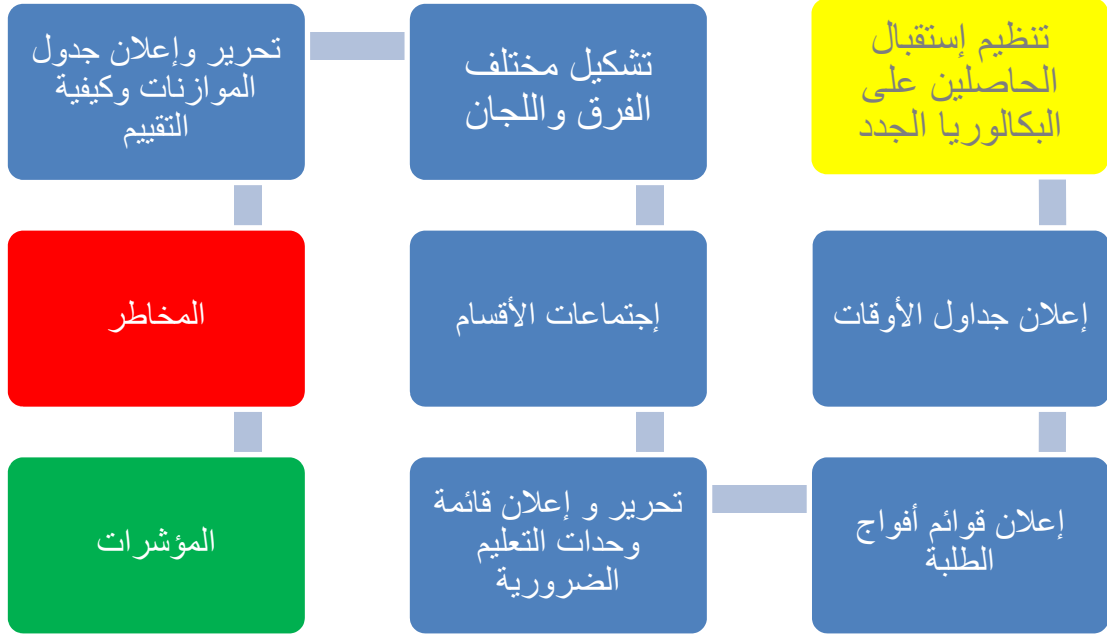 تنظيم إستقبال
الحاصلين على
البكالوريا الجدد
إعلان جداول الأوقات
إعلان قوائم أفواج
الطلبة
تحرير و إعلان قائمة
وحدات التعليم
الضرورية
إجتماعات الأقسام
تشكيل مختلف
الفرق واللجان
تحرير وإعلان جدول
الموازنات وكيفية
التقييم
المخاطر
المؤشرات